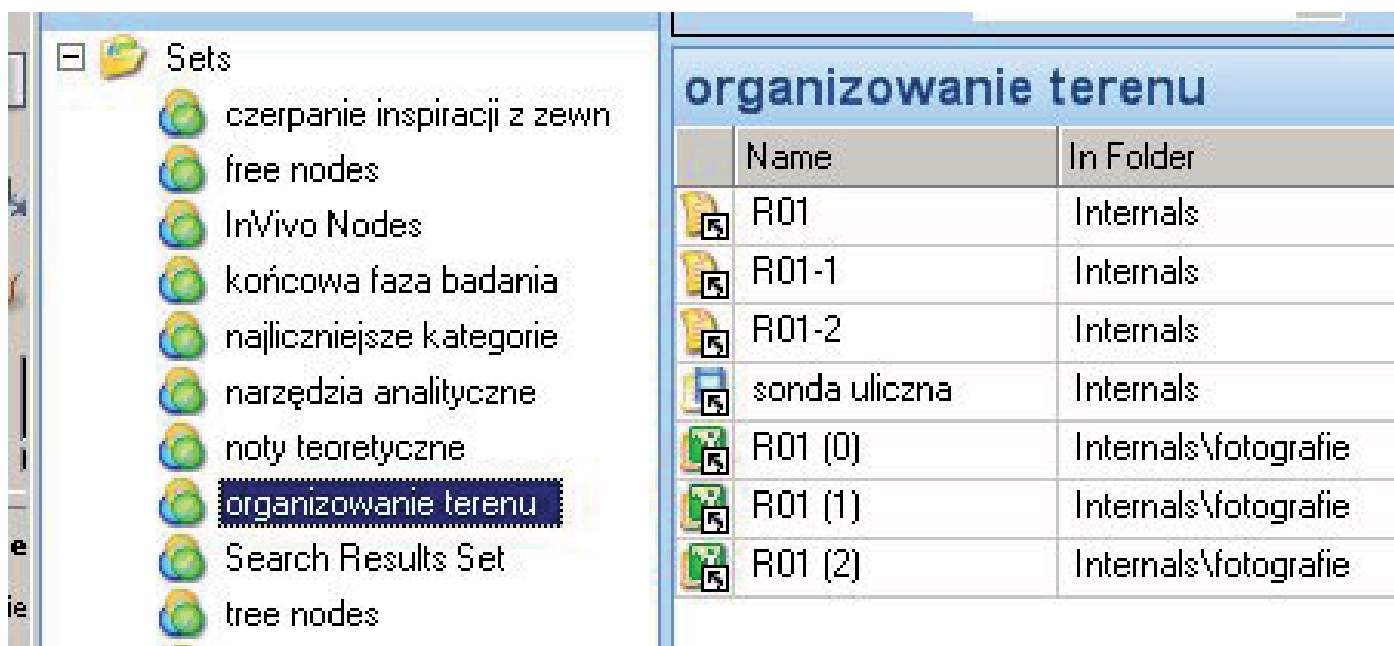 Sets
czerpanie inspiracji z zewn
free nodes
InVivo Nodes
końcowa faza badania
najliczniejsze kategorie
narzędzia analityczne
noty teoretyczne
organizowanie terenu
Search Results Set
tree nodes
organizowanie terenu
Name In Folder
R01 Internals
R01-1 Internals
R01-2 Internals
sonda uliczna Internals
R01 (0) Internals\fotografie
R01 (1) Internals\fotografie
R01 (2) Internals\fotografie
e
ie